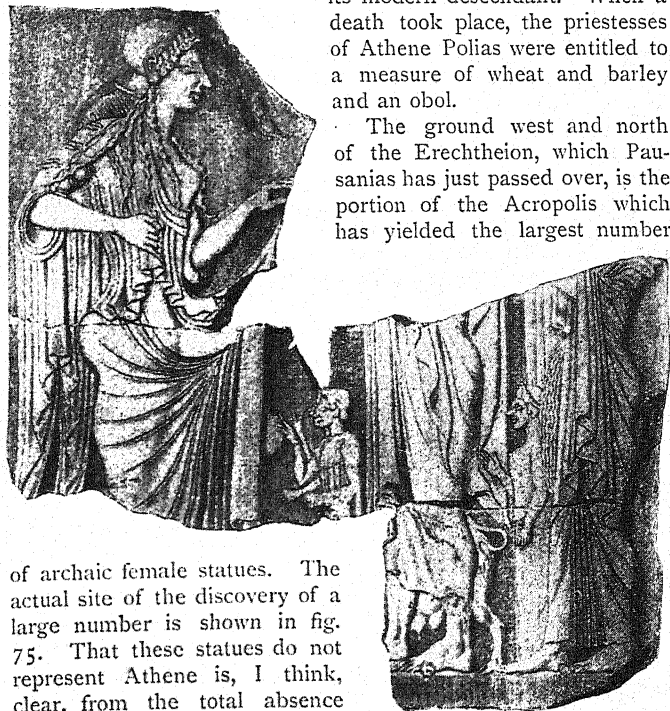 its modern descendant. When a
death took place, the priestesses
of Athene Polias were entitled to
a measure of wheat and barley
and an obol.
The ground west and north
of the Erechtheion, which Pau-
sanias has just passed over, is the
portion of the Acropolis which
has yielded the largest number
of archaic female statues. The
actual site of the discovery of a
large number is shown in fig.
75. That these statues do not
represent Athene is, I think,
clear, from the total absence